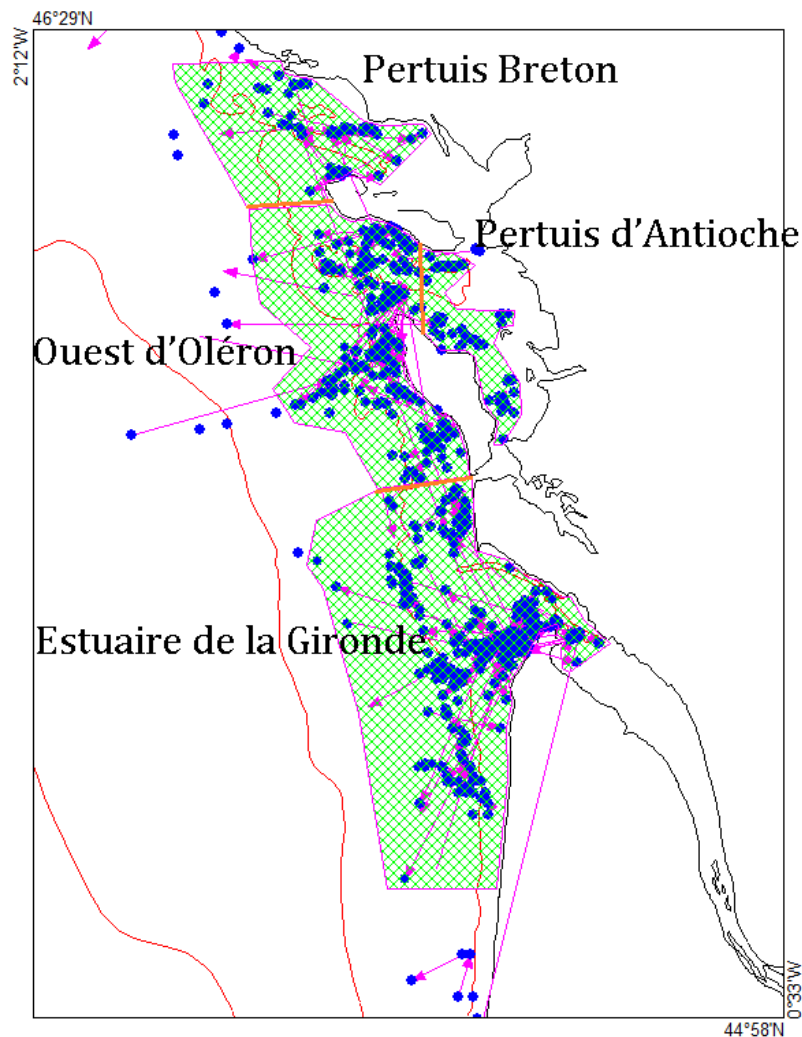 46°29'N
2°12'W
Pertuis Breton
Pertuis d'Antioche
Ouest d'Oléron
Estuaire de la Gironde
0°33'W
44°58'N